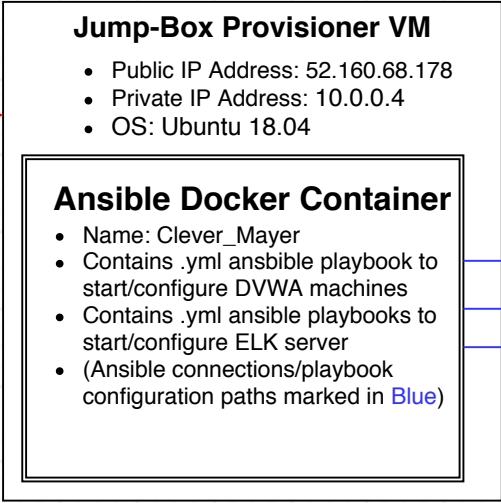 Jump-Box Provisioner VM
• Public IP Address: 52.160.68.178
• Private IP Address: 10.0.0.4
• OS: Ubuntu 18.04
Ansible Docker Container
• Name: Clever_Mayer
• Contains .yml ansbible playbook to
start/configure DVWA machines
• Contains .yml ansible playbooks to
start/configure ELK server
• (Ansible connections/playbook
configuration paths marked in Blue)